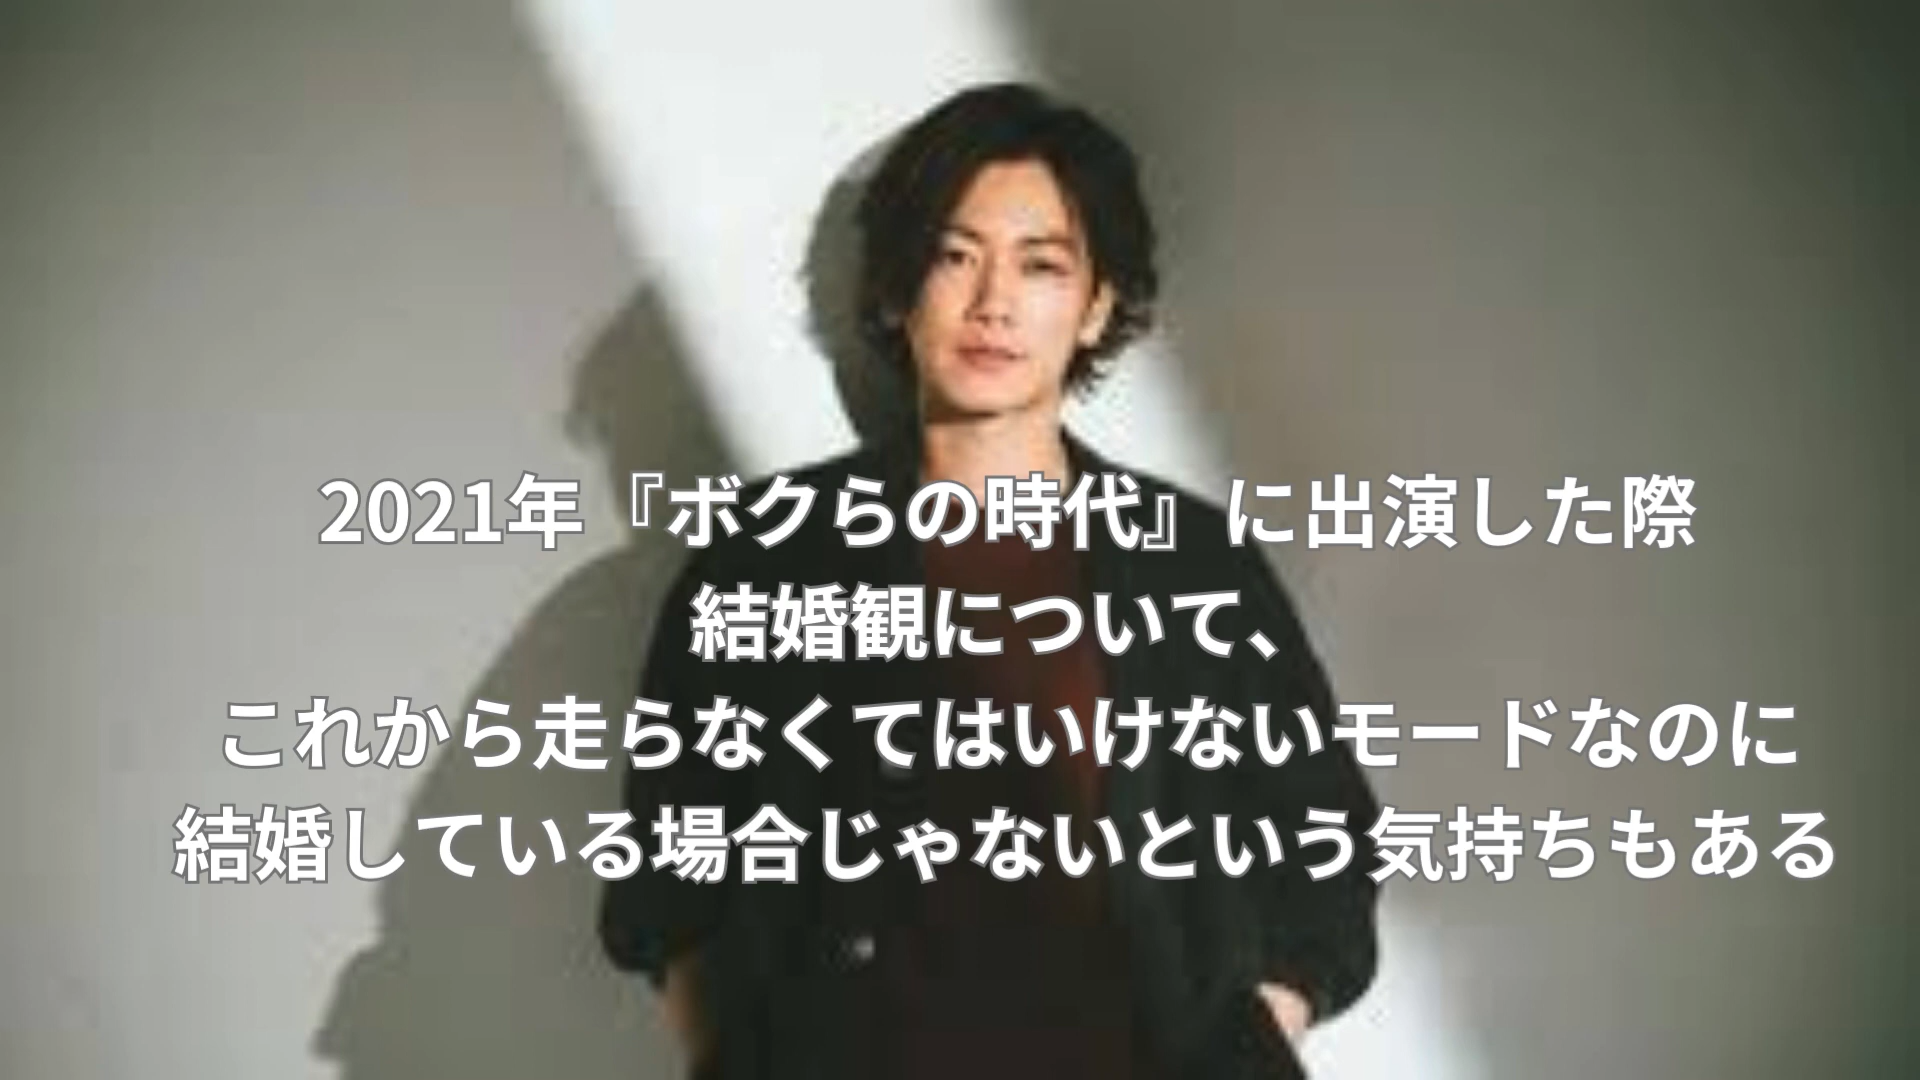 2021年『ボクらの時代』に出演した際
結婚観について、
これから走らなくてはいけないモードなのに
結婚している場合じゃないという気持ちもある